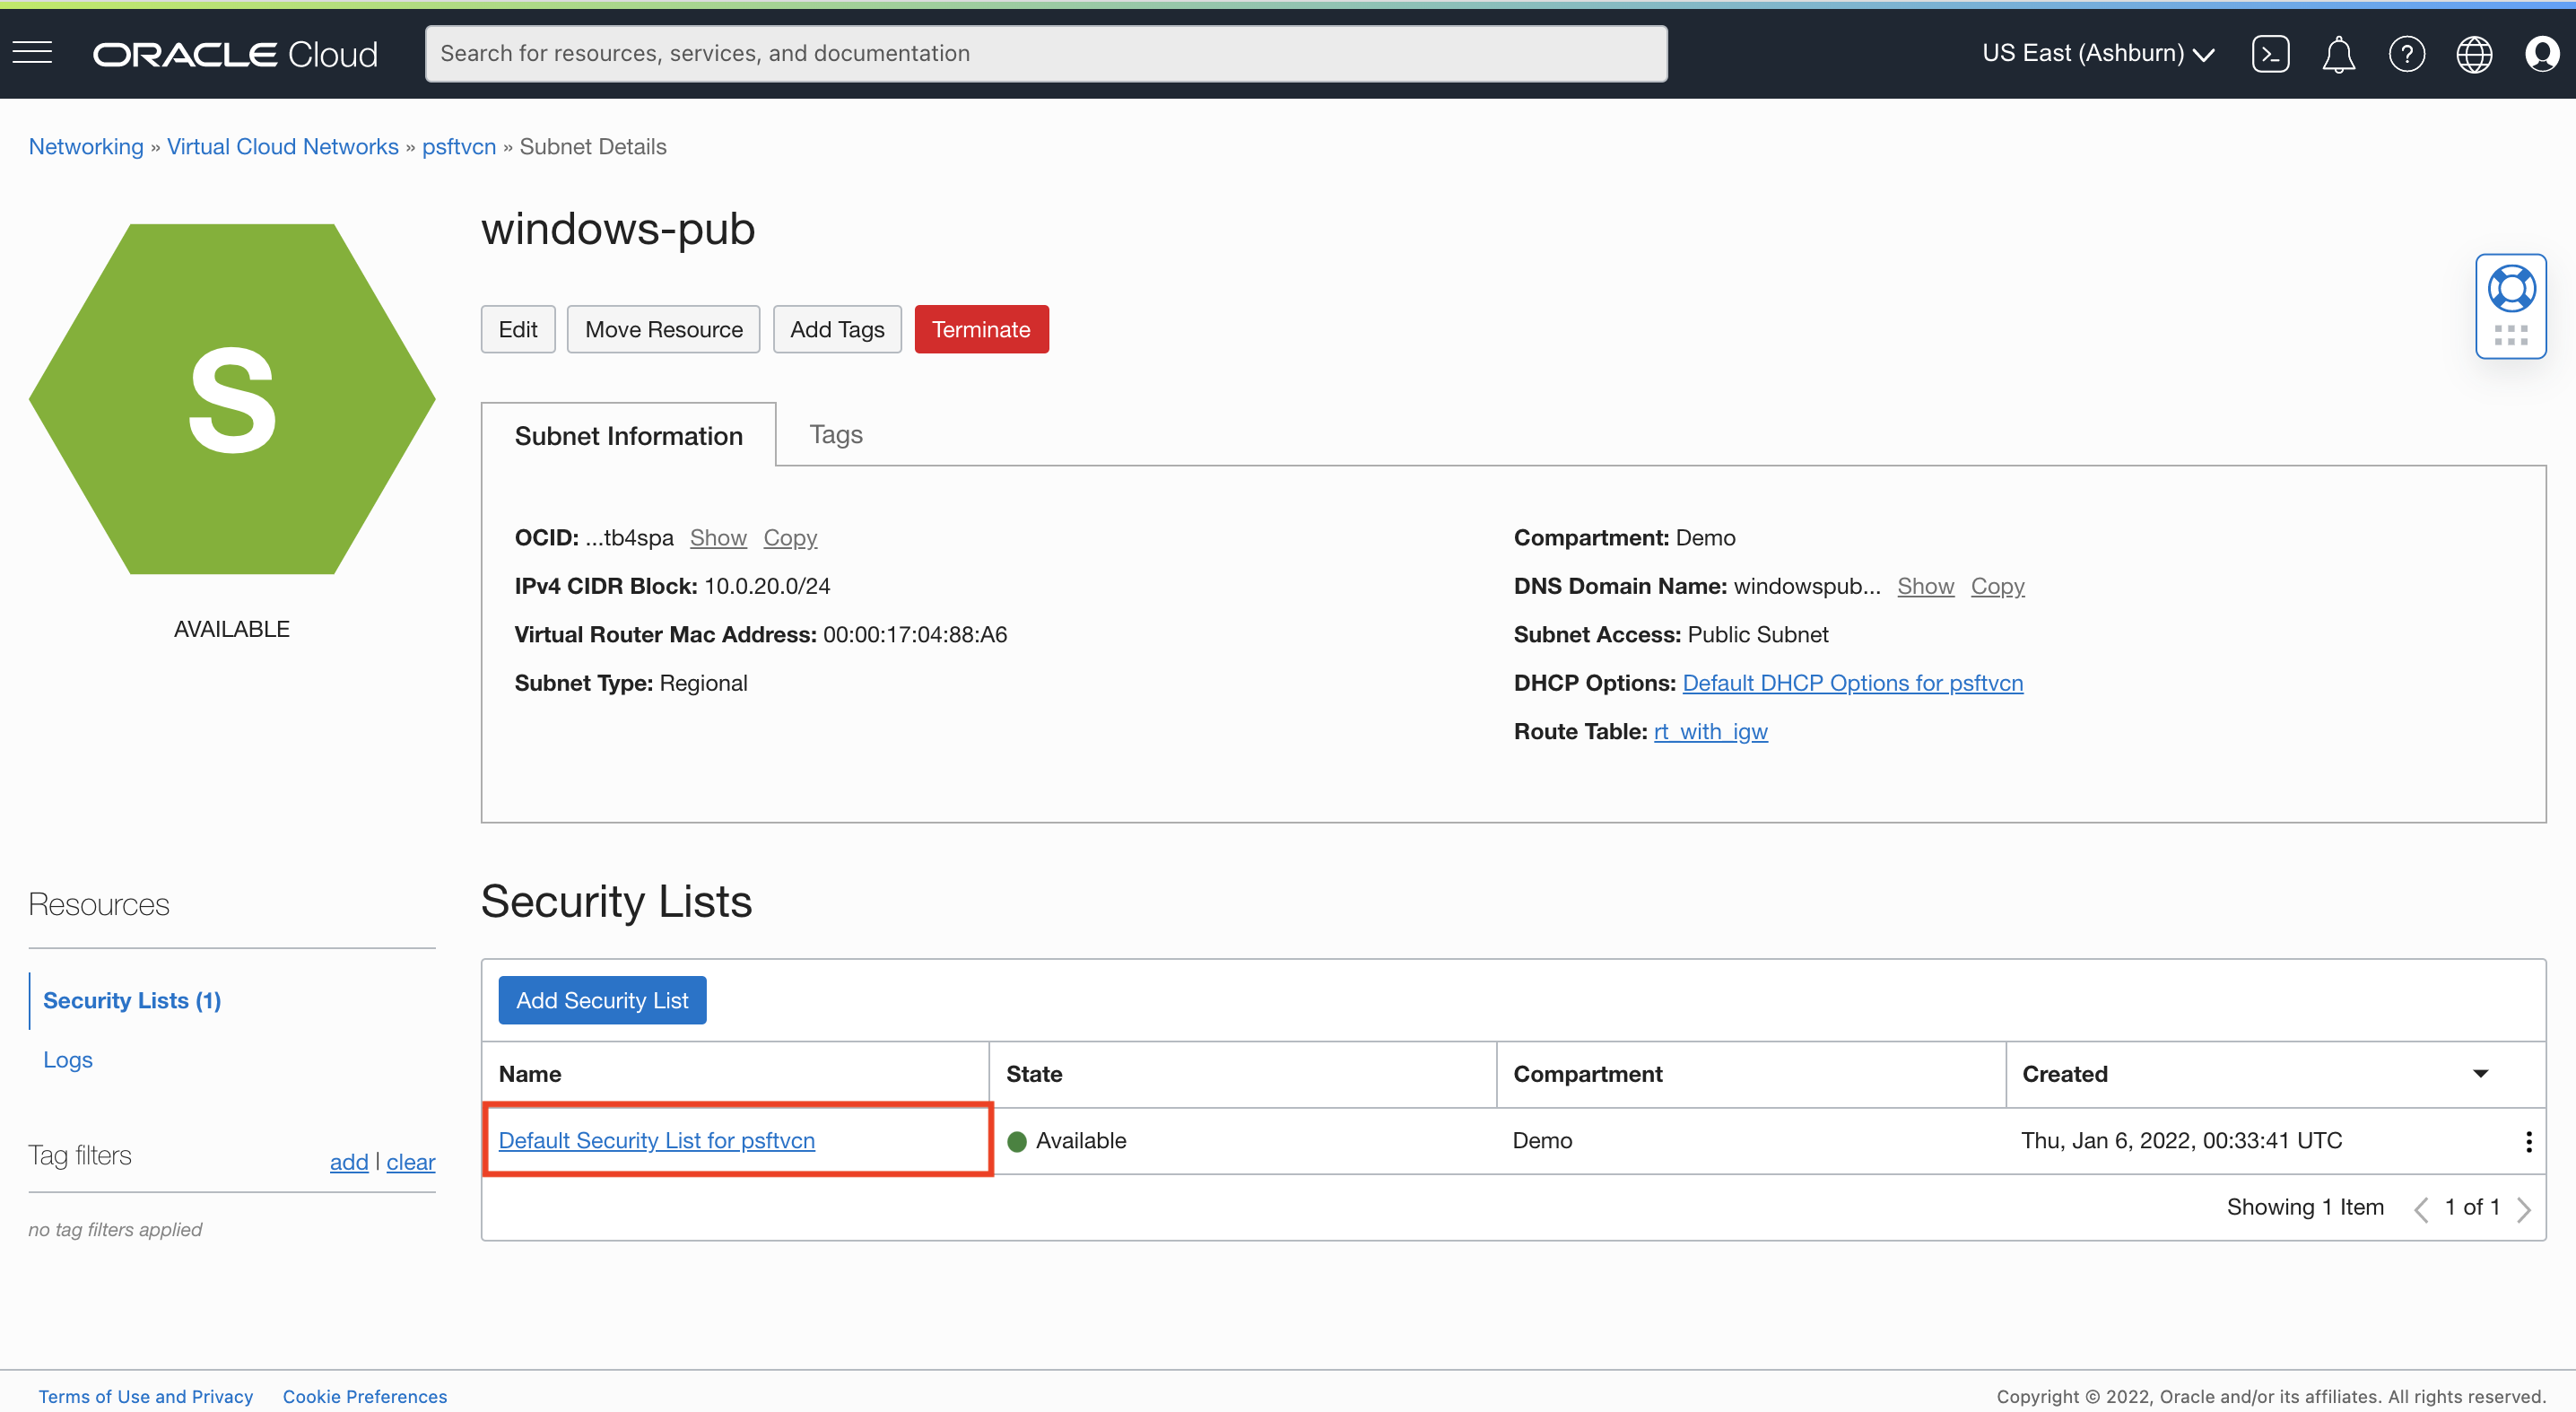 ORACLE Cloud
Search for resources, services, and documentation
US East (Ashburn)
Networking » Virtual Cloud Networks » psftvcn » Subnet Details
S
AVAILABLE
windows-pub
Edit Move Resource Add Tags Terminate
Subnet Information Tags
OCID: ...tb4spa Show Copy
IPv4 CIDR Block: 10.0.20.0/24
Virtual Router Mac Address: 00:00:17:04:88:A6
Subnet Type: Regional
Compartment: Demo
DNS Domain Name: windowspub... Show Copy
Subnet Access: Public Subnet
DHCP Options: Default DHCP Options for psftvcn
Route Table: rt_with_igw
Resources
Security Lists (1)
Logs
Tag filters add | clear
no tag filters applied
Security Lists
Add Security List
Name State Compartment Created
Default Security List for psftvcn Available Demo Thu, Jan 6, 2022, 00:33:41 UTC
Showing 1 Item 1 of 1
Terms of Use and Privacy Cookie Preferences
Copyright © 2022, Oracle and/or its affiliates. All rights reserved.